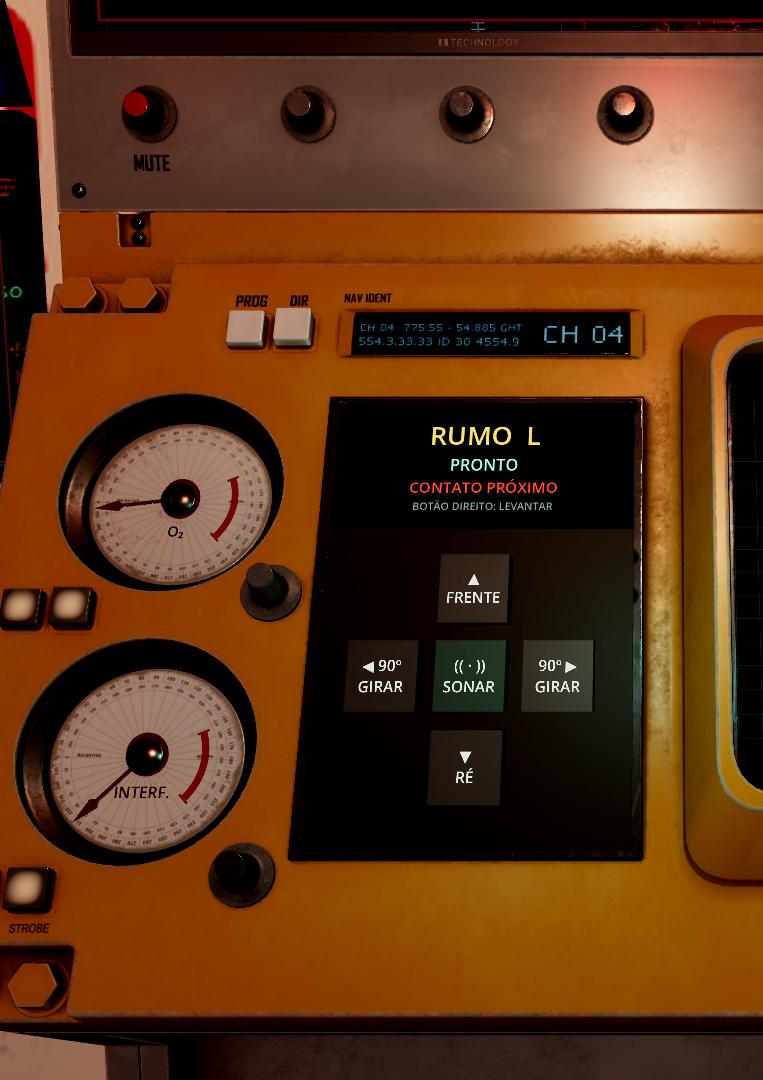 TECHNOLOGY
MUTE
PROG DIR NAV IDENT
CH 04 775.55 - 54.885 GHT
554.3.33.33 ID 30 4554.9
CH 04
RUMO L
PRONTO
CONTATO PRÓXIMO
BOTÃO DIREITO: LEVANTAR
O₂
▲
FRENTE
◀ 90º
GIRAR
((·))
SONAR
90º ▶
GIRAR
▼
RÉ
INTERF.
STROBE